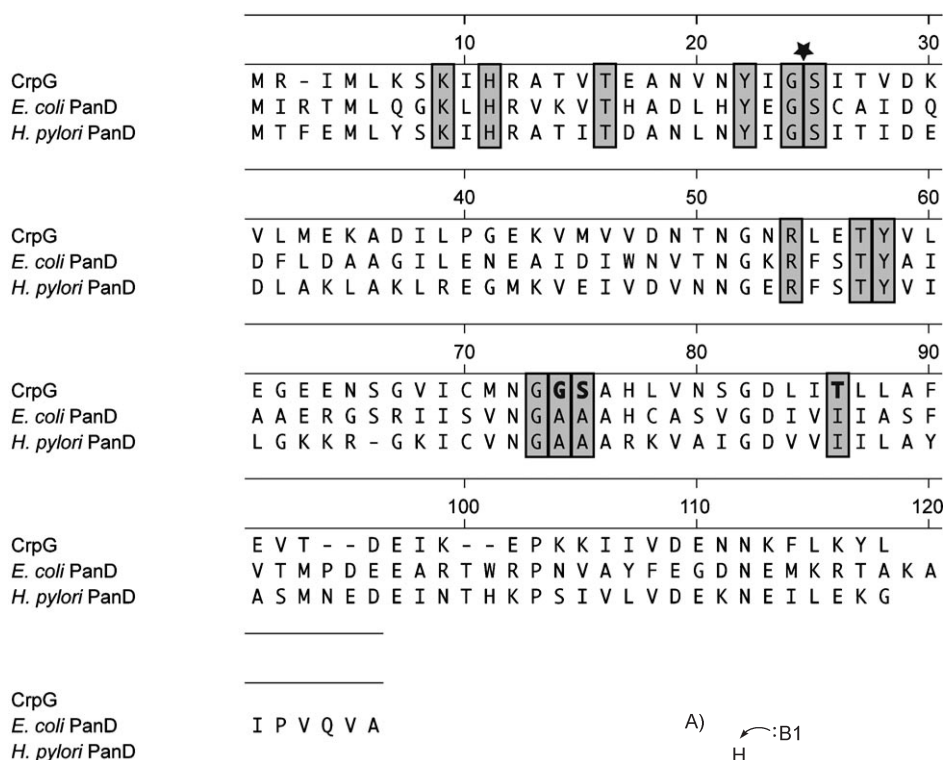 10 20 30
★
CrpG M R - I M L K S K I H R A T V T E A N V N Y I G S I T V D K
E. coli PanD M I R T M L Q G K L H R V K V T H A D L H Y E G S C A I D Q
H. pylori PanD M T F E M L Y S K I H R A T I T D A N L N Y I G S I T I D E
40 50 60
CrpG V L M E K A D I L P G E K V M V V D N T N G N R L E T Y V L
E. coli PanD D F L D A A G I L E N E A I D I W N V T N G K R F S T Y A I
H. pylori PanD D L A K L A K L R E G M K V E I V D V N N G E R F S T Y V I
70 80 90
CrpG E G E E N S G V I C M N G G S A H L V N S G D L I T L L A F
E. coli PanD A A E R G S R I I S V N G A A A H C A S V G D I V I I A S F
H. pylori PanD L G K K R - G K I C V N G A A A R K V A I G D V V I I L A Y
100 110 120
CrpG E V T - - D E I K - - E P K K I I V D E N N K F L K Y L
E. coli PanD V T M P D E E A R T W R P N V A Y F E G D N E M K R T A K A
H. pylori PanD A S M N E D E I N T H K P S I V L V D E K N E I L E K G
CrpG
E. coli PanD I P V Q V A
H. pylori PanD
A)
:B1
H